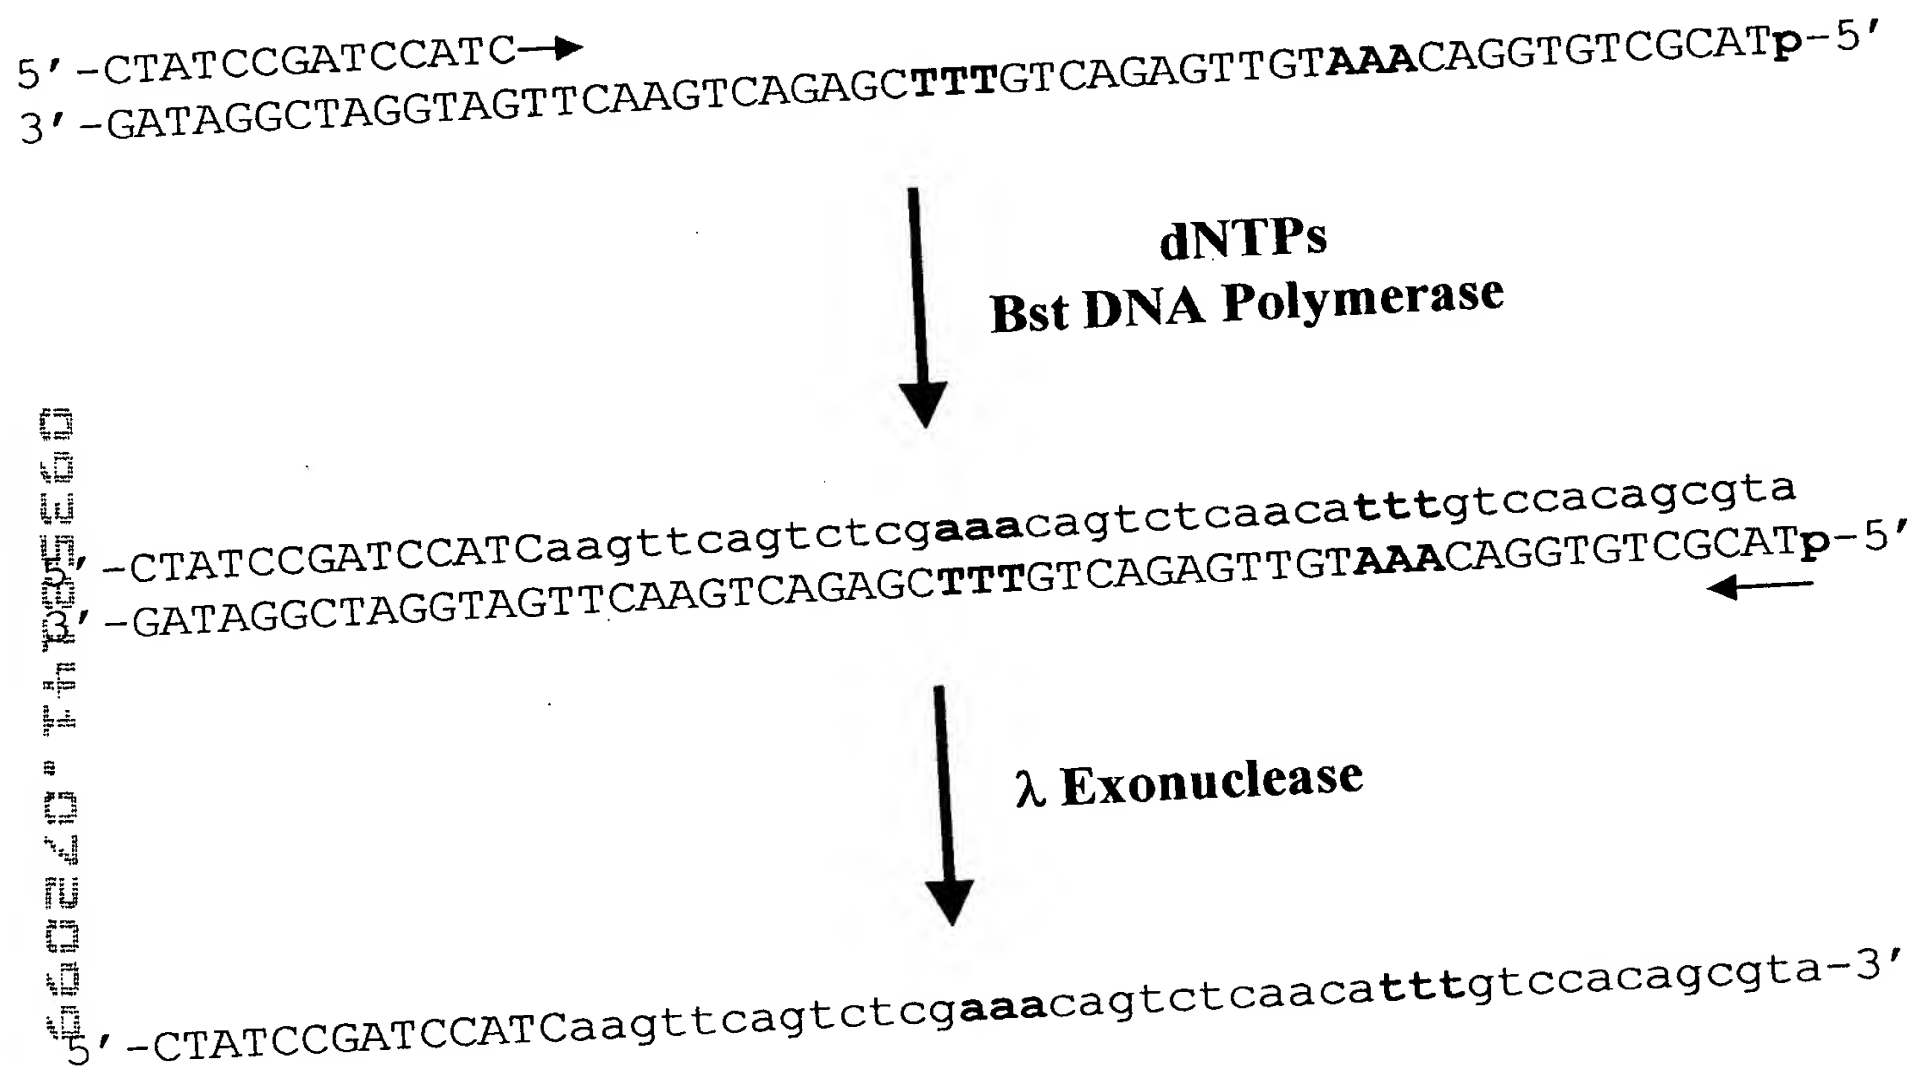 5'-CTATCCGATCCATC
3'-GATAGGCTAGGTAGTTCAAGTCAGAGCTTTGTCAGAGTTGTAAACAGGTGTCGCATp-5'
dNTPs
Bst DNA Polymerase
5'-CTATCCGATCCATCaagttcagtctcgaaacagtctcaacatttgtccacagcgta
3'-GATAGGCTAGGTAGTTCAAGTCAGAGCTTTGTCAGAGTTGTAAACAGGTGTCGCATp-5'
λ Exonuclease
5'-CTATCCGATCCATCaagttcagtctcgaaacagtctcaacatttgtccacagcgta-3'